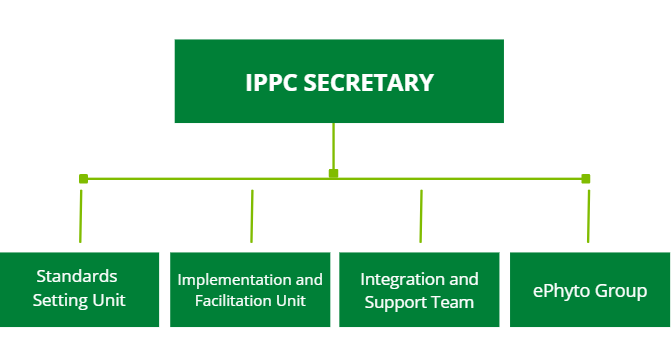 IPPC SECRETARY
Standards
Setting Unit
Implementation and
Facilitation Unit
Integration and
Support Team
ePhyto Group